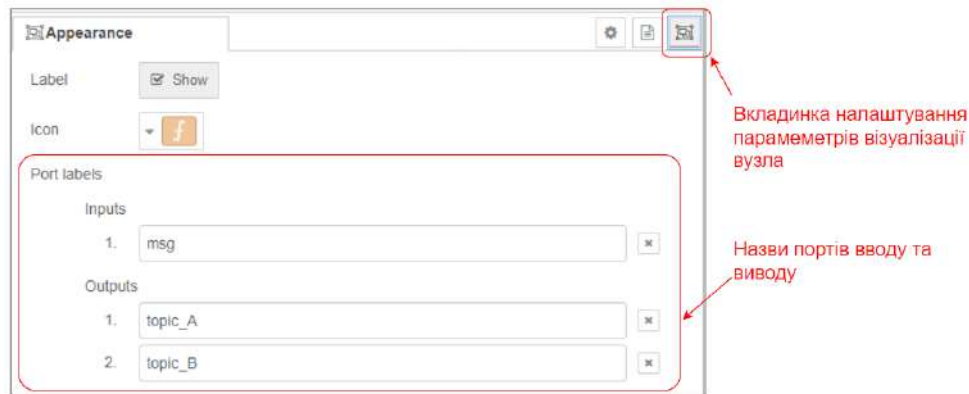 Appearance
Label
Show
Icon
Port labels
Inputs
1. msg
Outputs
1. topic_A
2. topic_B
Вкладинка налаштування
парамеметрів візуалізації
вузла
Назви портів вводу та
виводу